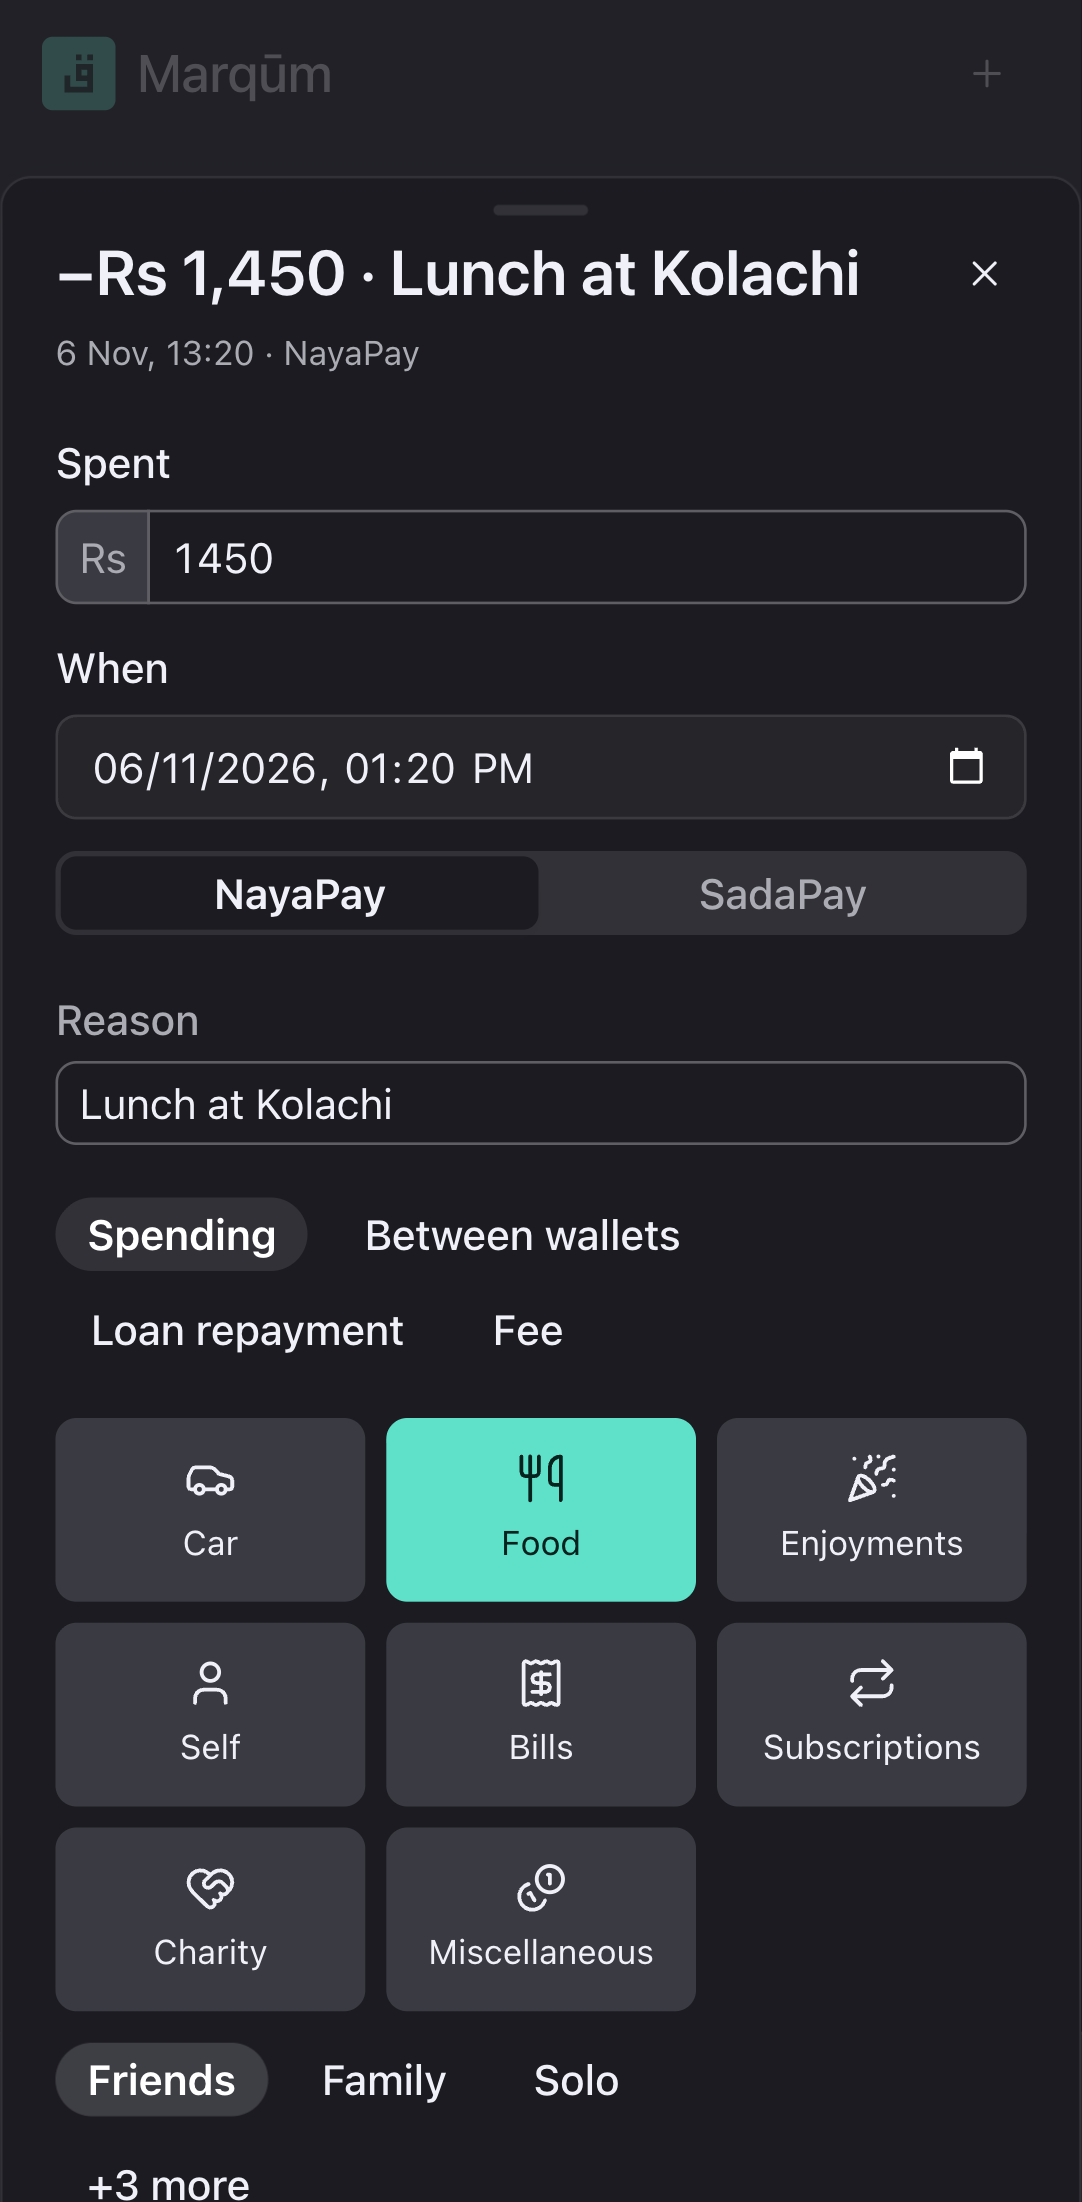 Marqūm
–Rs 1,450 · Lunch at Kolachi
6 Nov, 13:20 · NayaPay
Spent
Rs 1450
When
06/11/2026, 01:20 PM
NayaPay SadaPay
Reason
Lunch at Kolachi
Spending Between wallets
Loan repayment Fee
Car Food Enjoyments
Self Bills Subscriptions
Charity Miscellaneous
Friends Family Solo
+3 more